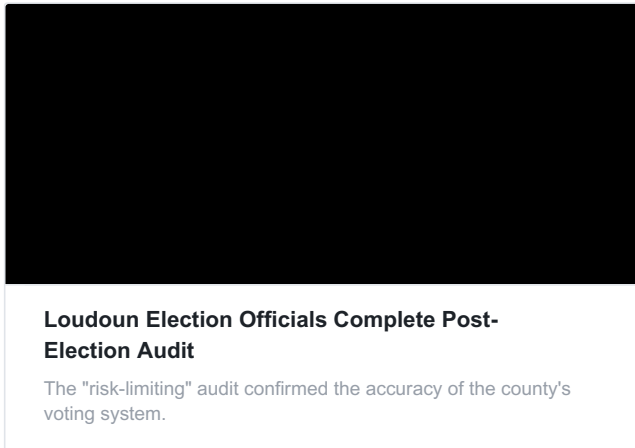 Loudoun Election Officials Complete Post-
Election Audit
The "risk-limiting" audit confirmed the accuracy of the county's
voting system.